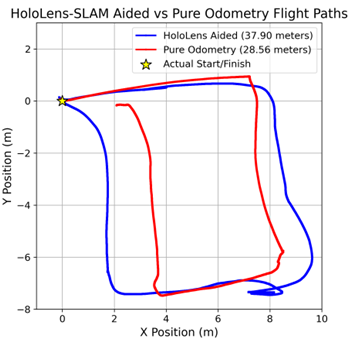 HoloLens-SLAM Aided vs Pure Odometry Flight Paths
HoloLens Aided (37.90 meters)
Pure Odometry (28.56 meters)
Actual Start/Finish
2
0
−2
−4
−6
−8
Y Position (m)
0 2 4 6 8 10
X Position (m)